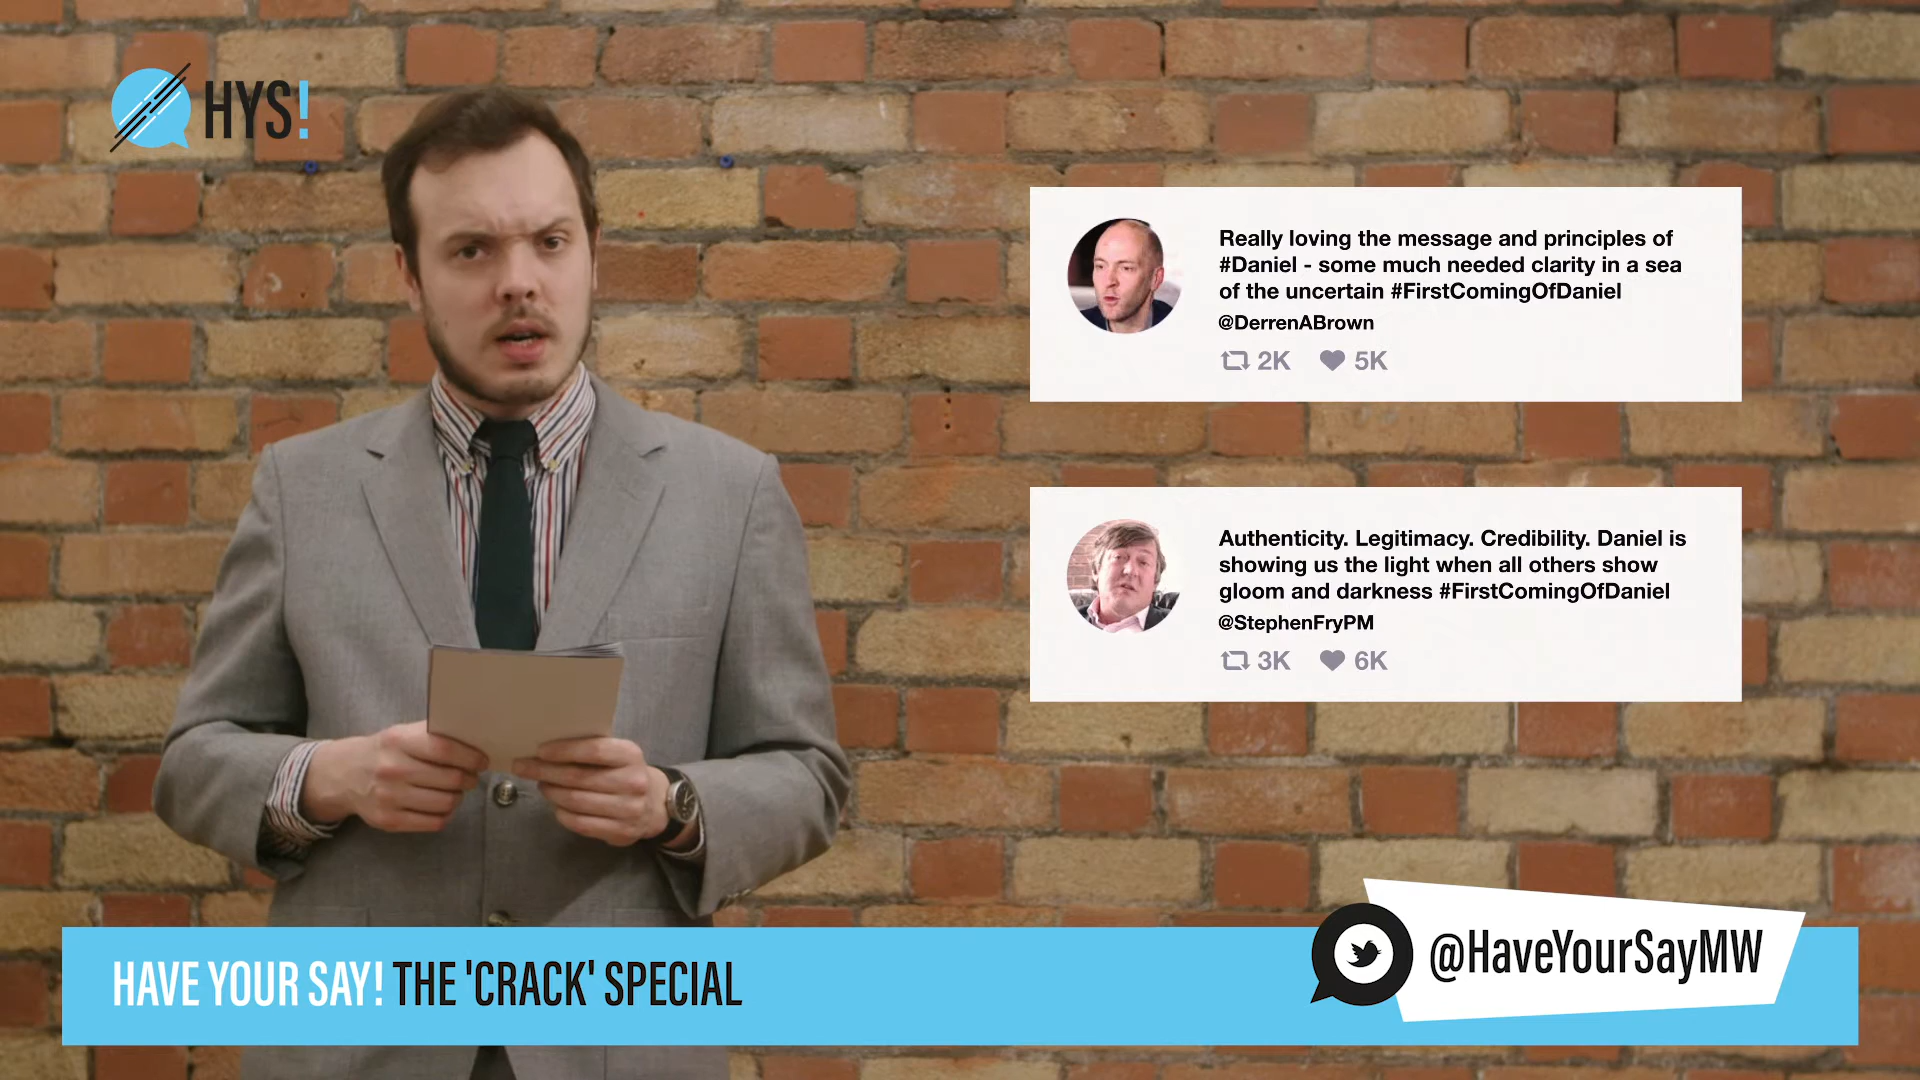 HYS!
Really loving the message and principles of
#Daniel - some much needed clarity in a sea
of the uncertain #FirstComingOfDaniel
@DerrenABrown
2K 5K
Authenticity. Legitimacy. Credibility. Daniel is
showing us the light when all others show
gloom and darkness #FirstComingOfDaniel
@StephenFryPM
3K 6K
HAVE YOUR SAY! THE 'CRACK' SPECIAL
@HaveYourSayMW